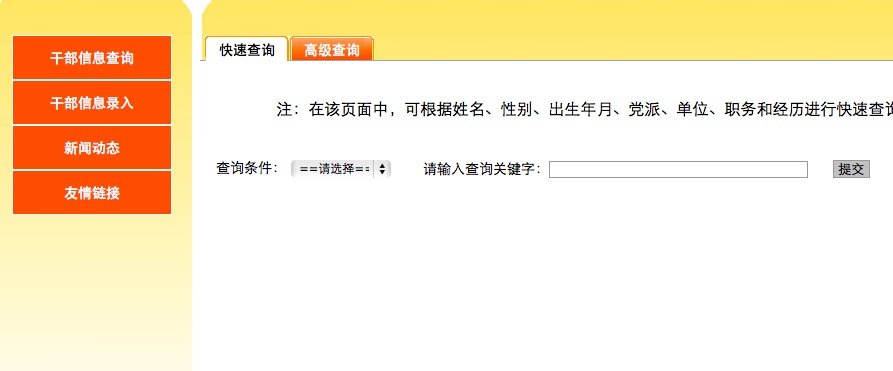 快速查询
高级查询
干部信息查询
干部信息录入
新闻动态
友情链接
注：在该页面中，可根据姓名、性别、出生年月、党派、单位、职务和经历进行快速查
查询条件：
==请选择==
请输入查询关键字：
提交